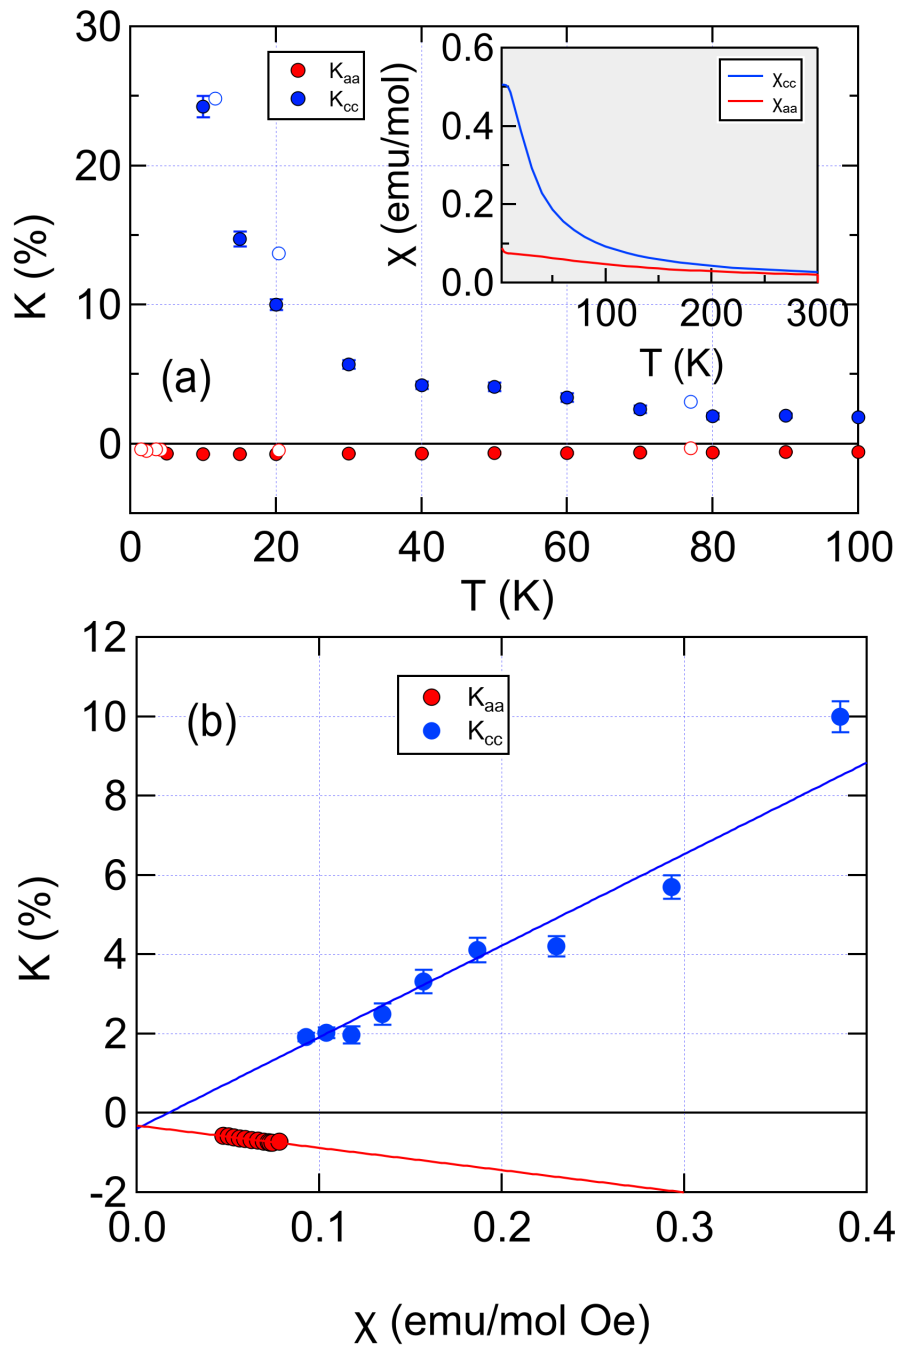 30
20
10
0
K (%)
K_aa
K_cc
(a)
0.6
0.4
0.2
0.0
χ (emu/mol)
χ_cc
χ_aa
100 200 300
T (K)
0 20 40 60 80 100
T (K)
12
10
8
6
4
2
0
-2
K (%)
(b)
K_aa
K_cc
0.0 0.1 0.2 0.3 0.4
χ (emu/mol Oe)